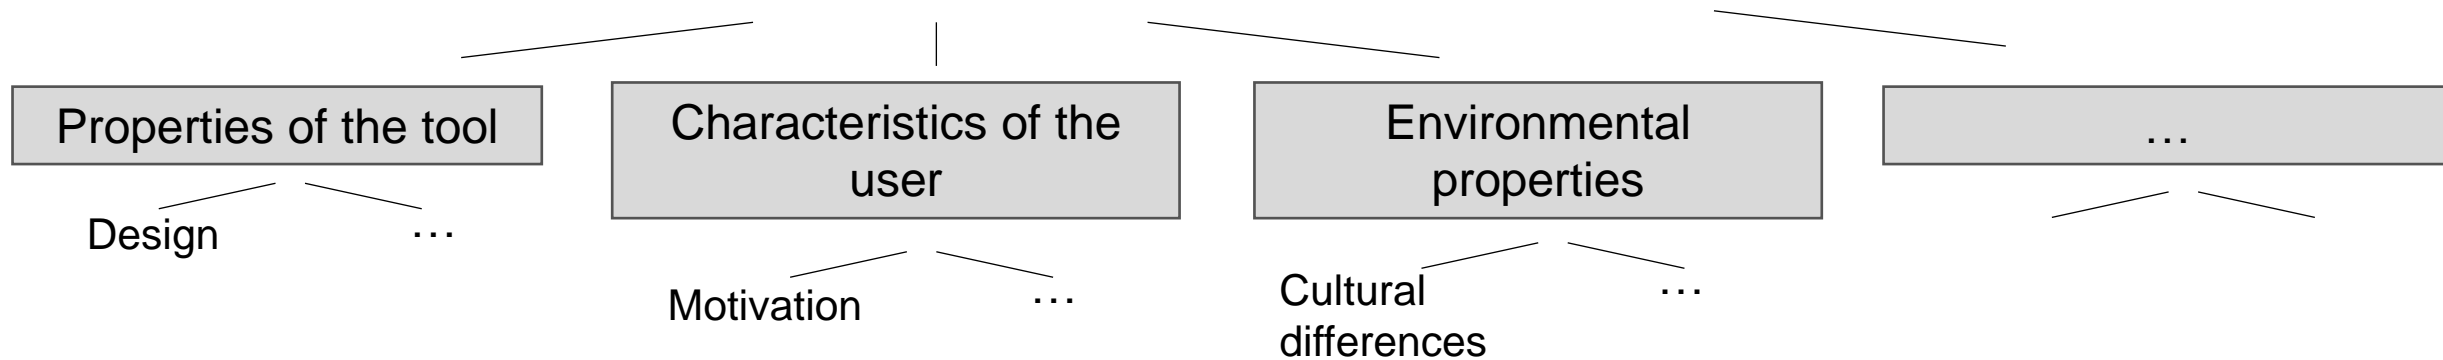 Properties of the tool
Characteristics of the
user
Environmental
properties
…
Design
…
Motivation
…
Cultural
differences
…